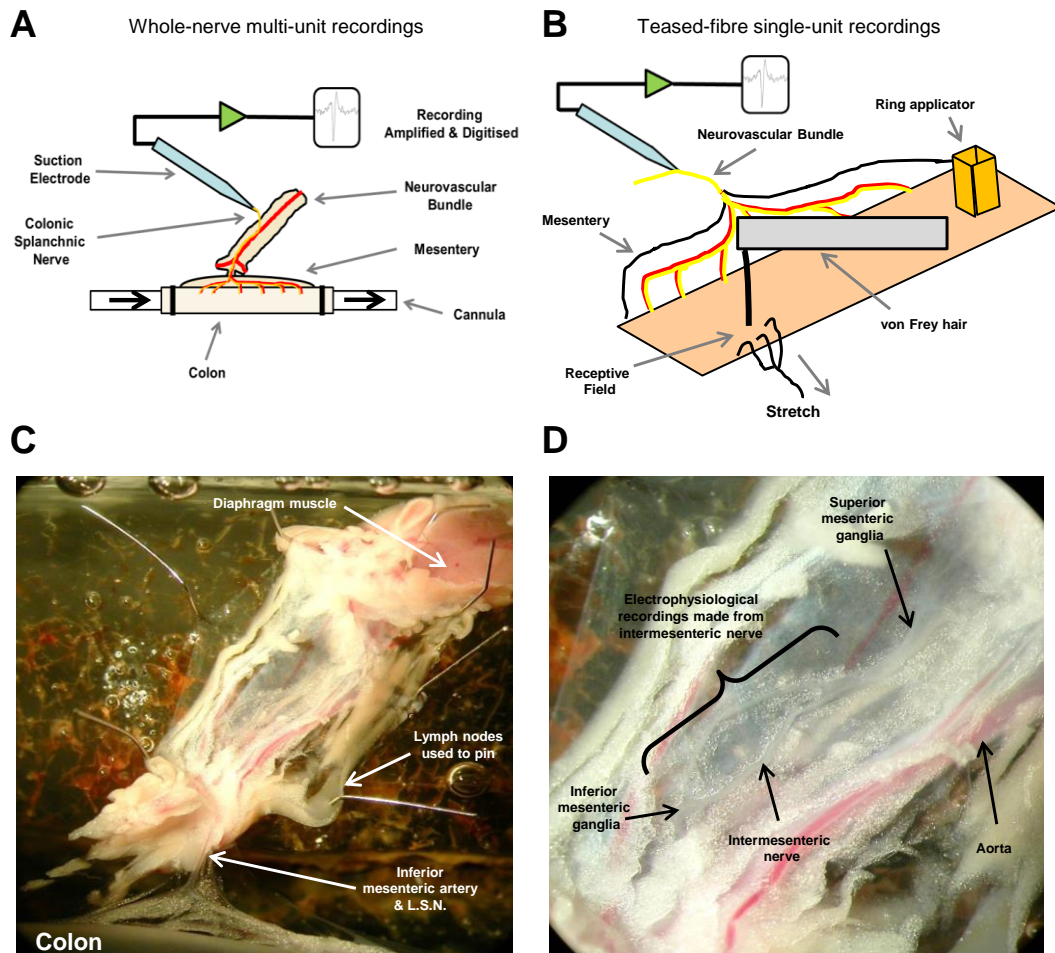 A
Whole-nerve multi-unit recordings
Recording
Amplified & Digitised
Suction
Electrode
Neurovascular
Bundle
Colonic
Splanchnic
Nerve
Mesentery
Cannula
Colon
B
Teased-fibre single-unit recordings
Ring applicator
Neurovascular Bundle
Mesentery
von Frey hair
Receptive
Field
Stretch
C
Diaphragm muscle
Lymph nodes
used to pin
Inferior
mesenteric artery
& L.S.N.
Colon
D
Superior
mesenteric
ganglia
Electrophysiological
recordings made from
intermesenteric nerve
Inferior
mesenteric
ganglia
Intermesenteric
nerve
Aorta